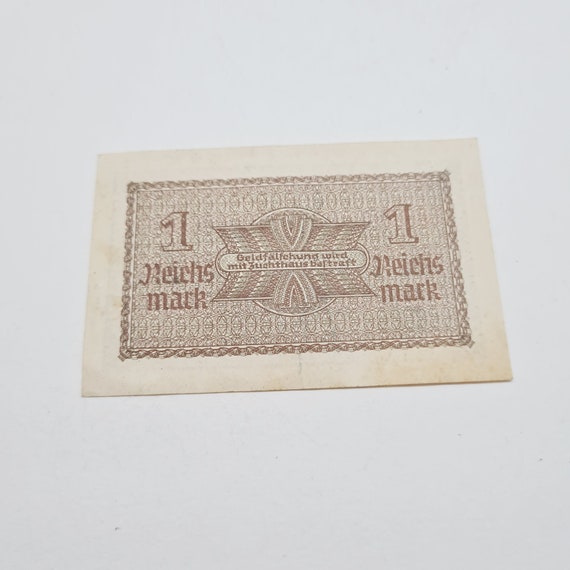 1
Reichs
mark
Geldfälschung wird
mit Zuchthaus bestraft
1
Reichs
mark